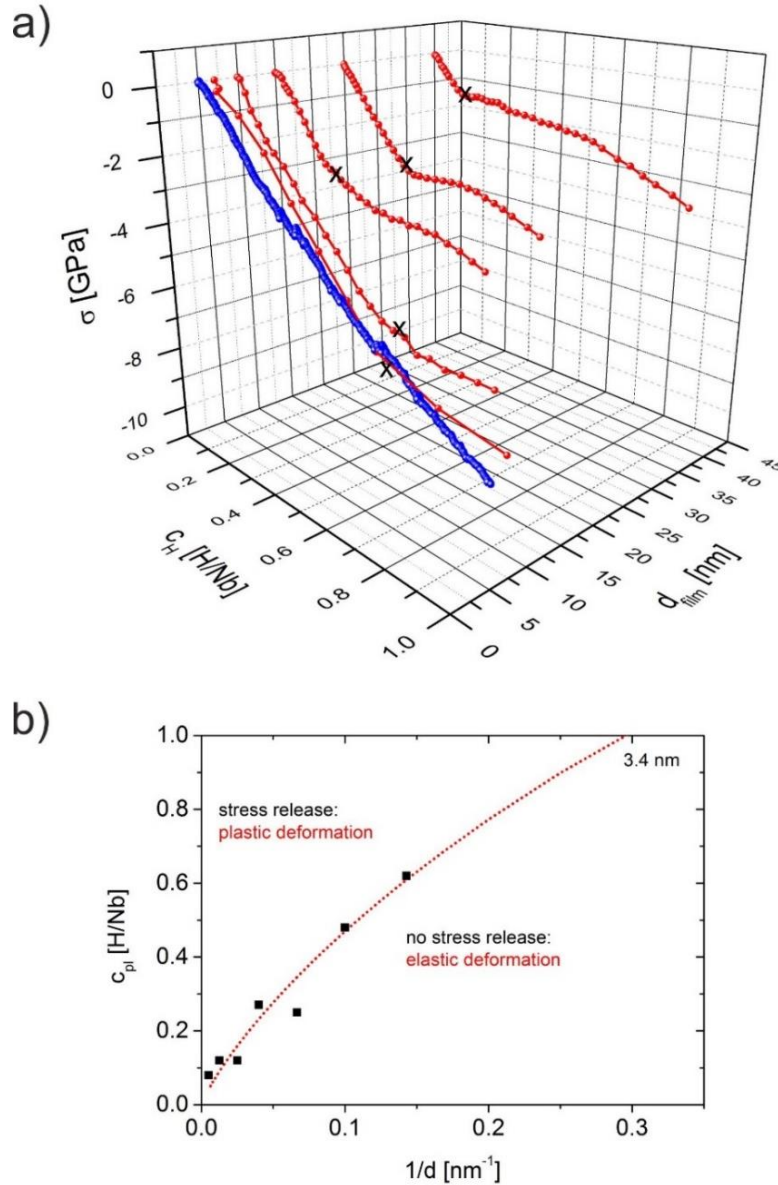 a)
0
-2
-4
-6
-8
-10
σ [GPa]
0.0
0.2
0.4
0.6
0.8
1.0
c_H [H/Nb]
0
5
10
15
20
25
30
35
40
45
d_film [nm]
X
X
X
X
X
b)
1.0
0.8
0.6
0.4
0.2
0.0
c_pl [H/Nb]
3.4 nm
stress release:
plastic deformation
no stress release:
elastic deformation
0.0 0.1 0.2 0.3
1/d [nm⁻¹]